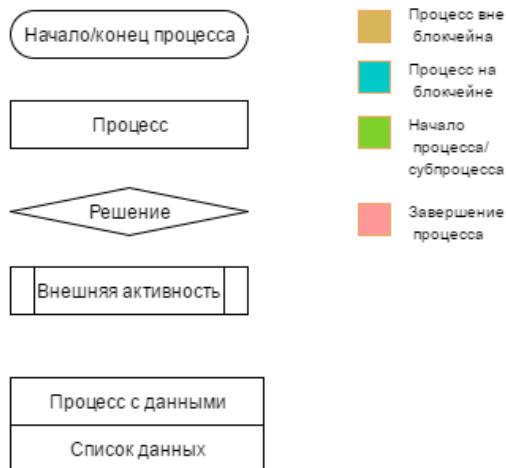 Начало/конец процесса
Процесс
Решение
Внешняя активность
Процесс с данными
Список данных
Процесс вне
блокчейна
Процесс на
блокчейне
Начало
процесса/
субпроцесса
Завершение
процесса